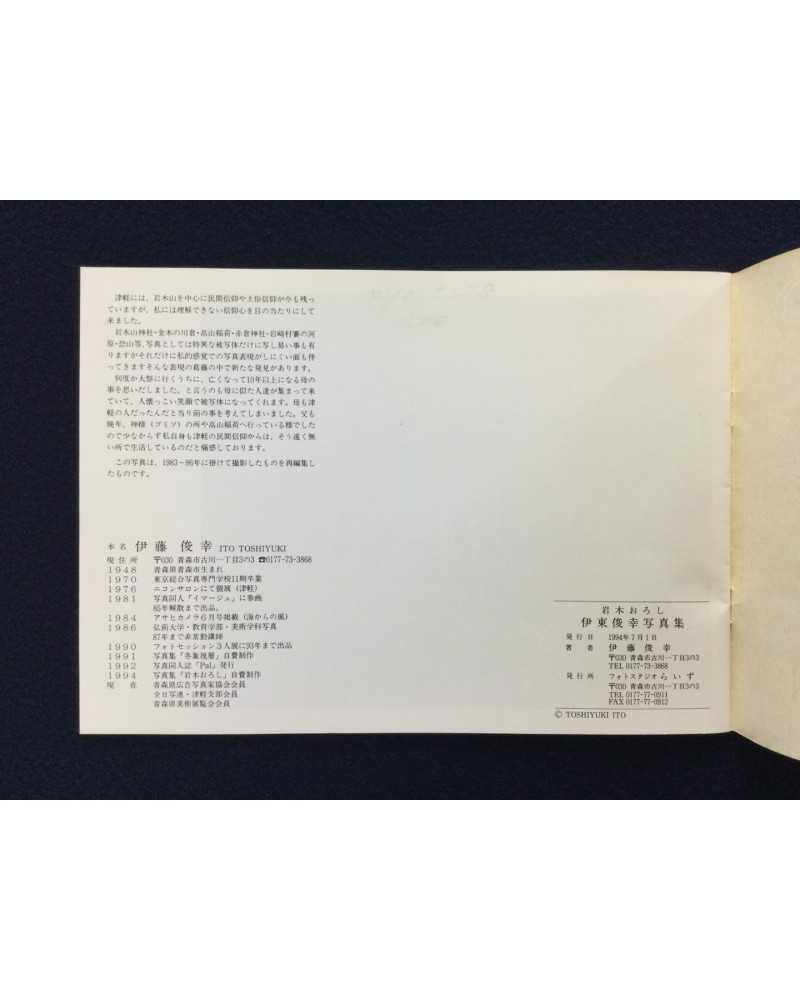 津軽には、岩木山を中心に民間信仰や土俗信仰が今も残っ
ていますが、私には理解できない信仰心を目の当たりにして
来ました。
岩木山神社・金木の川倉・高山稲荷・赤倉神社・岩崎村賽の河
原・恐山等、写真としては特異な被写体だけに写し易い事も有
りますがそれだけに私的感覚での写真表現がしにくい面も伴
ってきますそんな表現の葛藤の中で新たな発見があります。
何度か大祭に行くうちに、亡くなって10年以上になる母の
事を思いだしました。と言うのも母に似た人達が集まって来
ていて、人懐っこい笑顔で被写体になってくれます。母も津
軽の人だったんだと当り前の事を考えてしまいました。父も
晩年、神様（ゴミソ）の所や高山稲荷へ行っている様でした
ので少なからず私自身も津軽の民間信仰からは、そう遠く無
い所で生活しているのだと痛感しております。
この写真は、1983〜86年に掛けて撮影したものを再編集し
たものです。
本名 伊藤 俊幸 ITO TOSHIYUKI
現住所 〒030 青森市古川一丁目3の3 ☎0177-73-3868
1948 青森県青森市生まれ
1970 東京綜合写真専門学校11期卒業
1976 ニコンサロンにて個展（津軽）
1981 写真同人「イマージュ」に参画
85年解散まで出品。
1984 アサヒカメラ6月号掲載（海からの風）
1986 弘前大学・教育学部・美術学科写真
87年まで非常勤講師
1990 フォトセッション3人展に93年まで出品
1991 写真集「冬象視層」自費制作
1992 写真同人誌「Pal」発行
1994 写真集「岩木おろし」自費制作
現在 青森県広告写真家協会会員
全日写連・津軽支部会員
青森県美術展覧会会員
岩木おろし
伊東俊幸写真集
発行日 1994年7月1日
著者 伊藤俊幸
〒030 青森市古川一丁目3の3
TEL 0177-73-3868
発行所 フォトスタジオらいず
〒030 青森市古川一丁目3の3
TEL 0177-77-0911
FAX 0177-77-0912
© TOSHIYUKI ITO